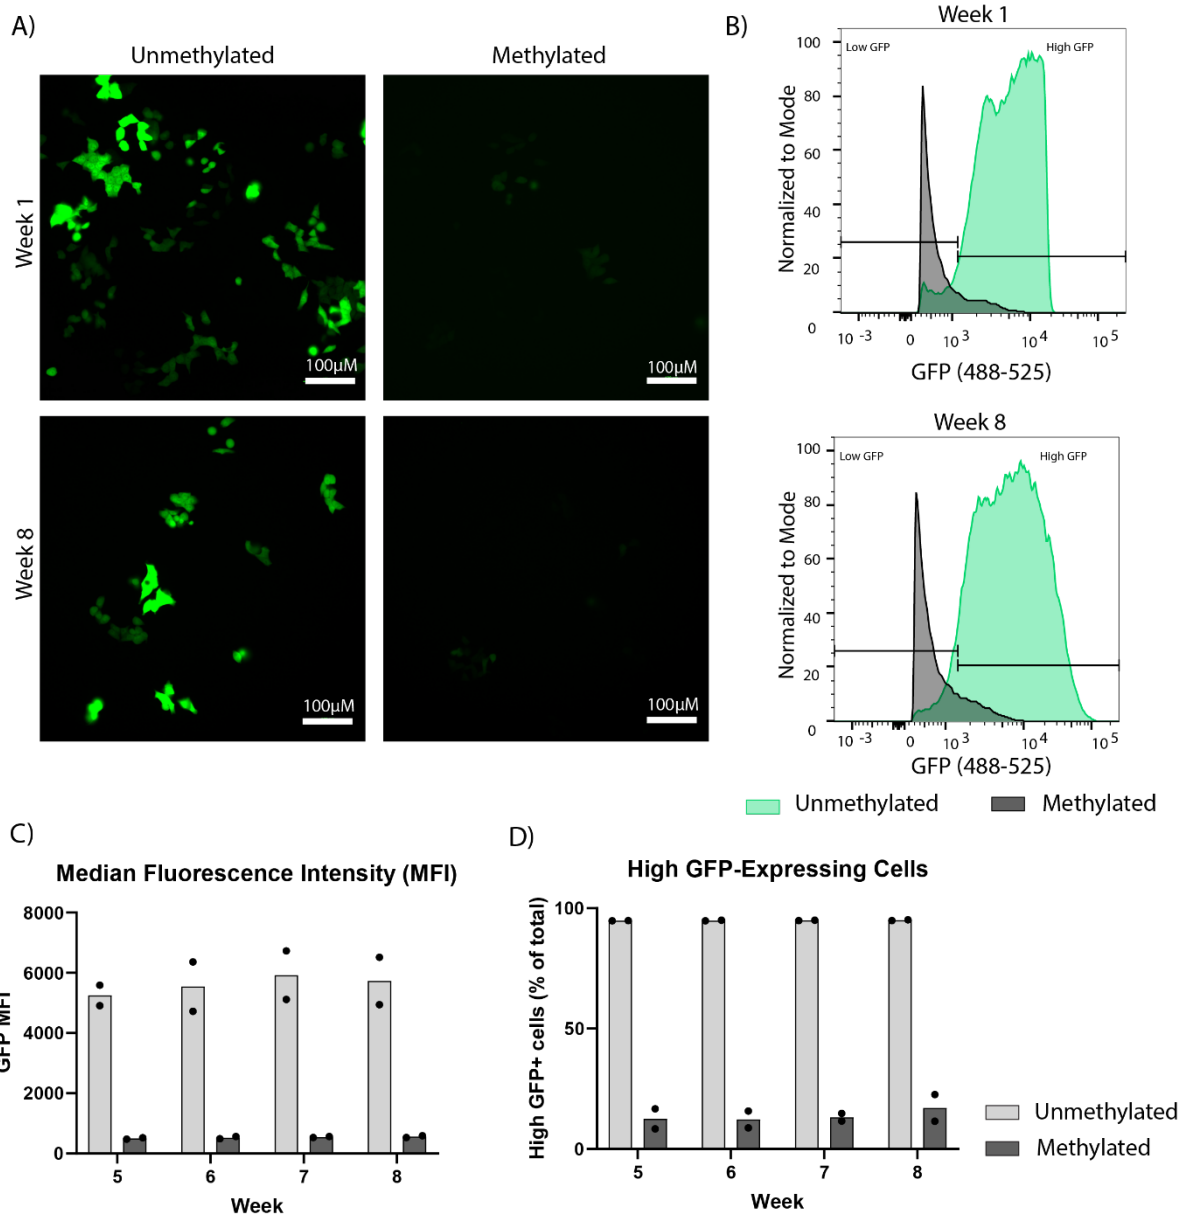 A)
Unmethylated
Methylated
Week 1
100µM
100µM
Week 8
100µM
100µM
B)
Week 1
Low GFP
High GFP
Normalized to Mode
100
80
60
40
20
0
10 -3
0
10 3
10 4
10 5
GFP (488-525)
Week 8
Low GFP
High GFP
Normalized to Mode
100
80
60
40
20
0
10 -3
0
10 3
10 4
10 5
GFP (488-525)
Unmethylated
Methylated
C)
Median Fluorescence Intensity (MFI)
GFP MFI
8000
6000
4000
2000
0
5
6
7
8
Week
D)
High GFP-Expressing Cells
High GFP+ cells (% of total)
100
50
0
5
6
7
8
Week
Unmethylated
Methylated